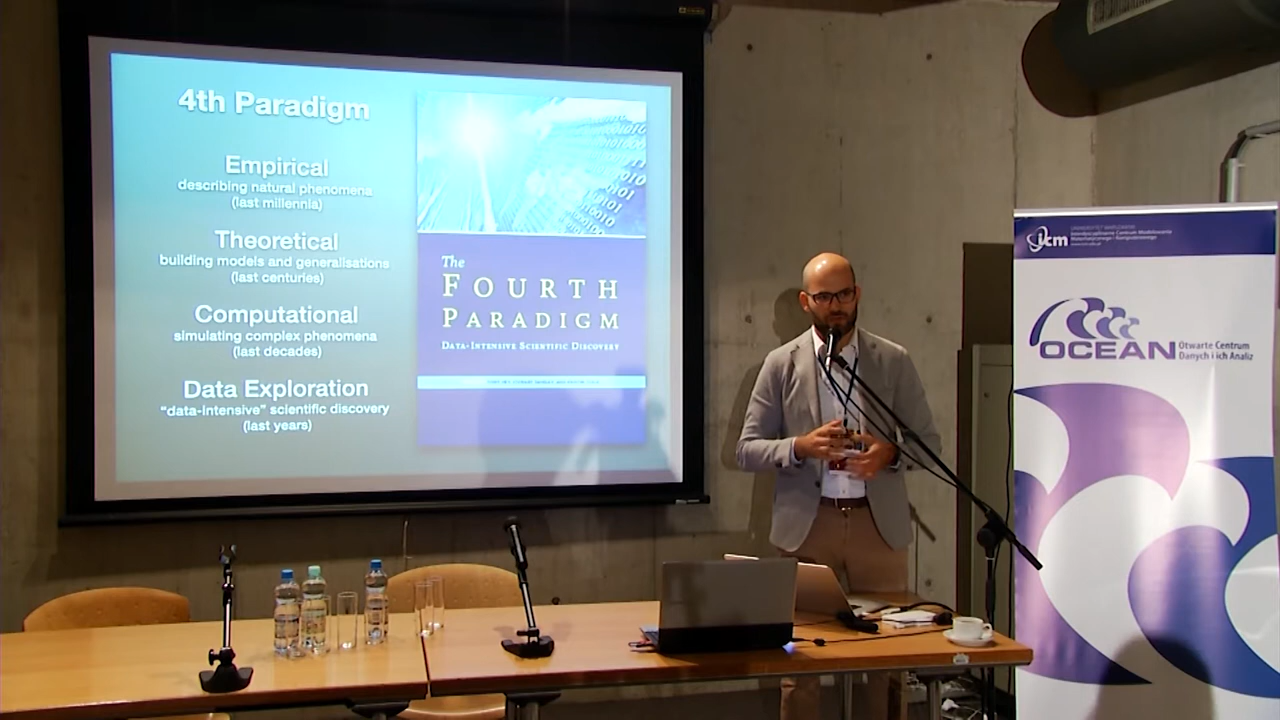 4th Paradigm
Empirical
describing natural phenomena
(last millennia)
Theoretical
building models and generalisations
(last centuries)
Computational
simulating complex phenomena
(last decades)
Data Exploration
“data-intensive” scientific discovery
(last years)
The
FOURTH
PARADIGM
DATA-INTENSIVE SCIENTIFIC DISCOVERY
icm
OCEAN
Otwarte Centrum
Danych i ich Analiz